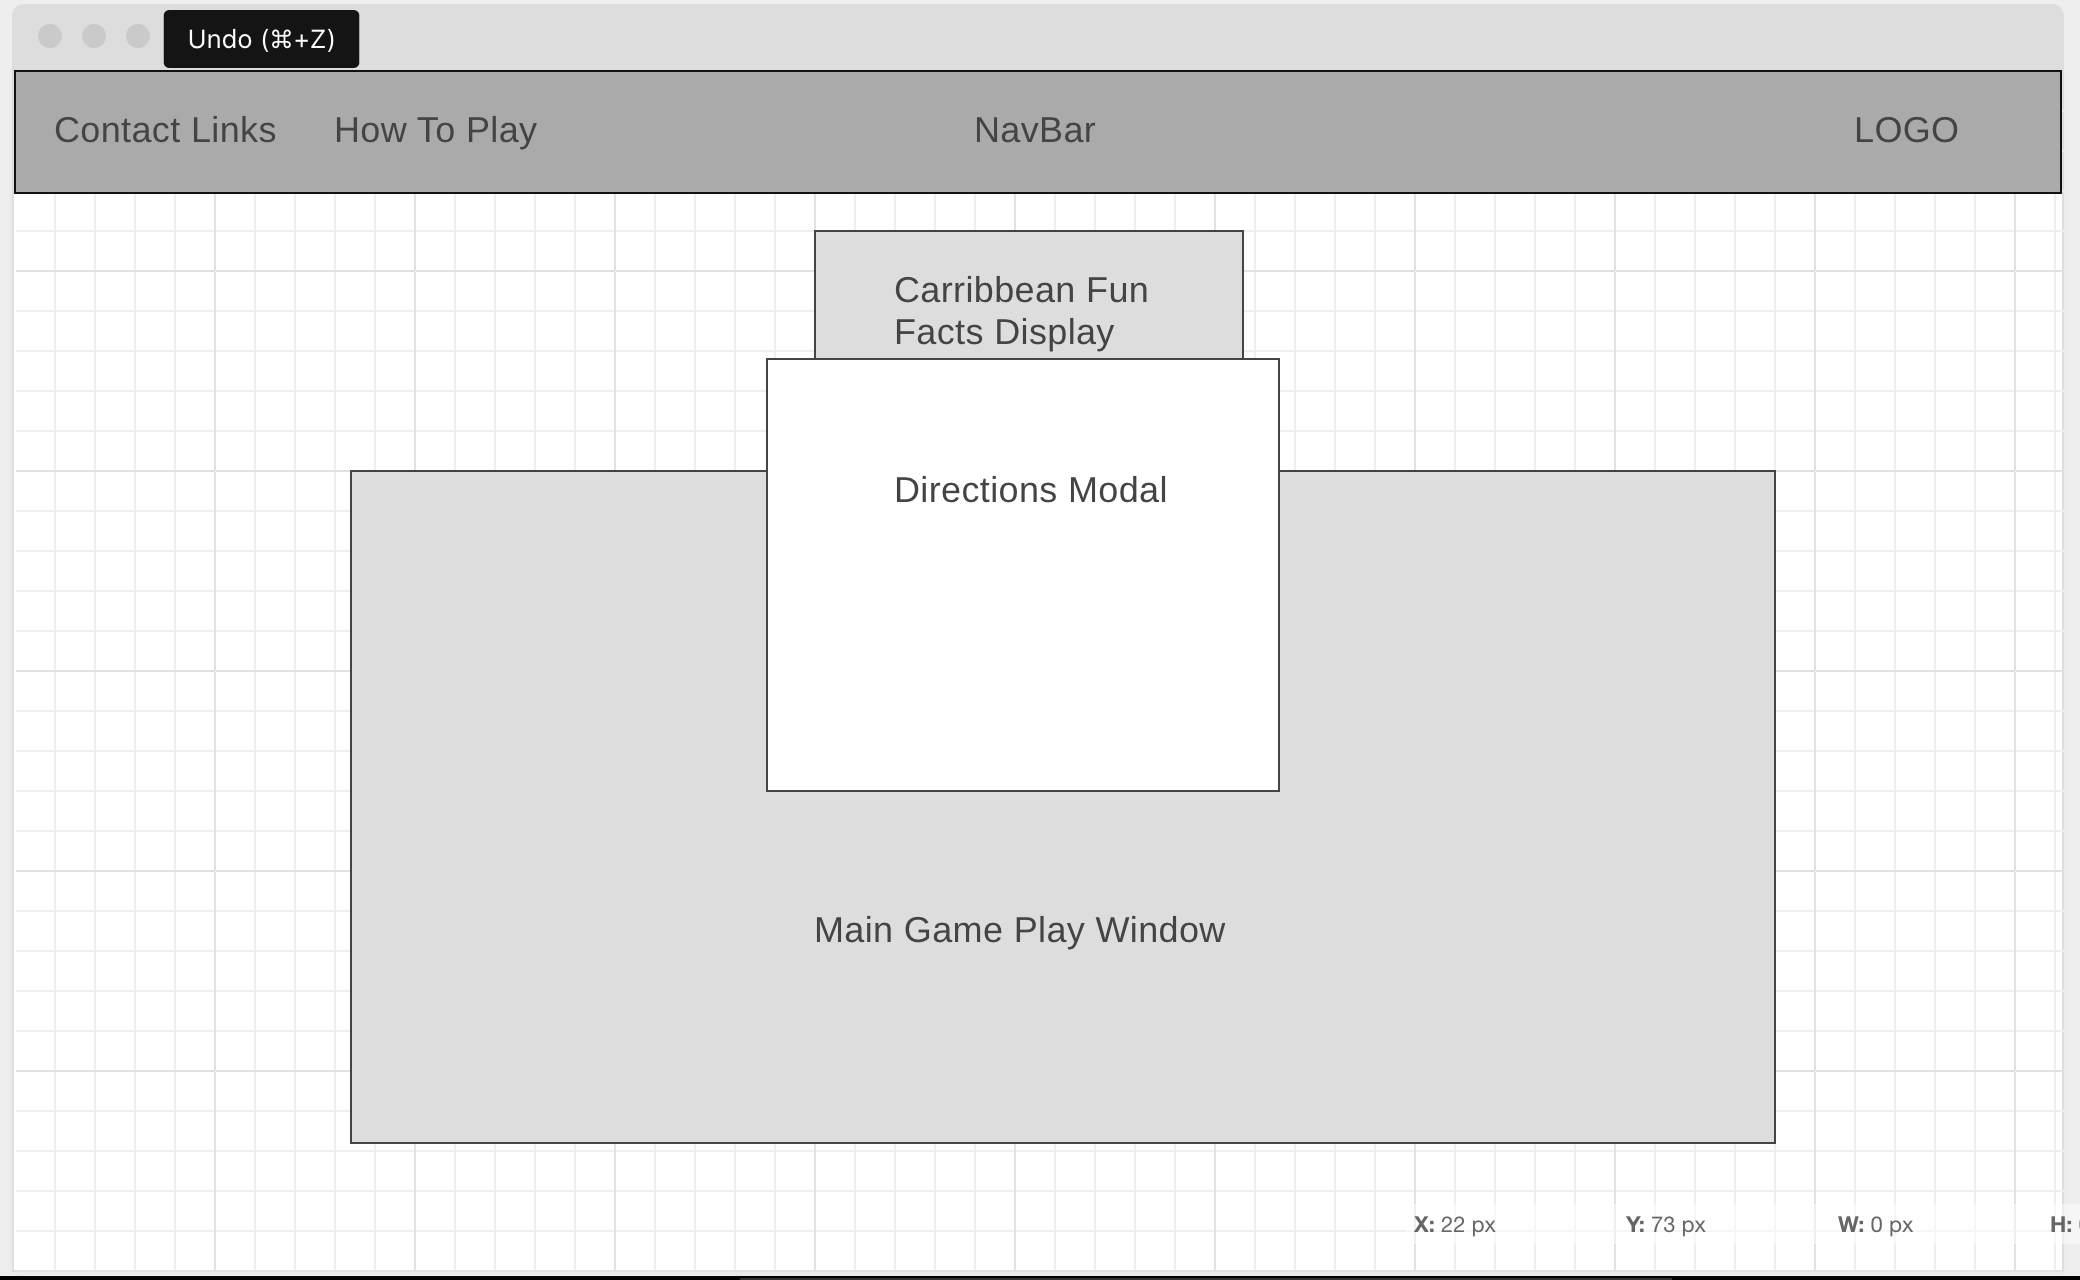 Undo (⌘+Z)
Contact Links How To Play NavBar LOGO
Carribbean Fun
Facts Display
Directions Modal
Main Game Play Window
X: 22 px Y: 73 px W: 0 px H: